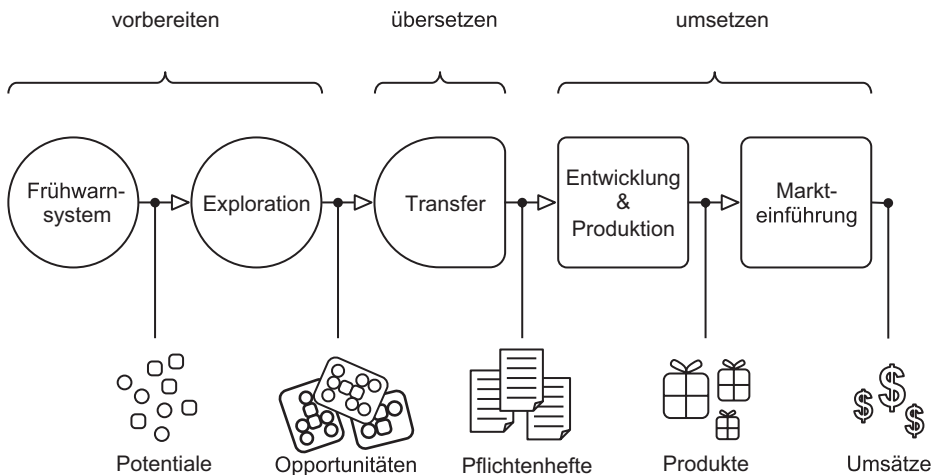 vorbereiten
übersetzen
umsetzen
Frühwarn-
system
Exploration
Transfer
Entwicklung
&
Produktion
Markt-
einführung
Potentiale
Opportunitäten
Pflichtenhefte
Produkte
Umsätze
$
$
$